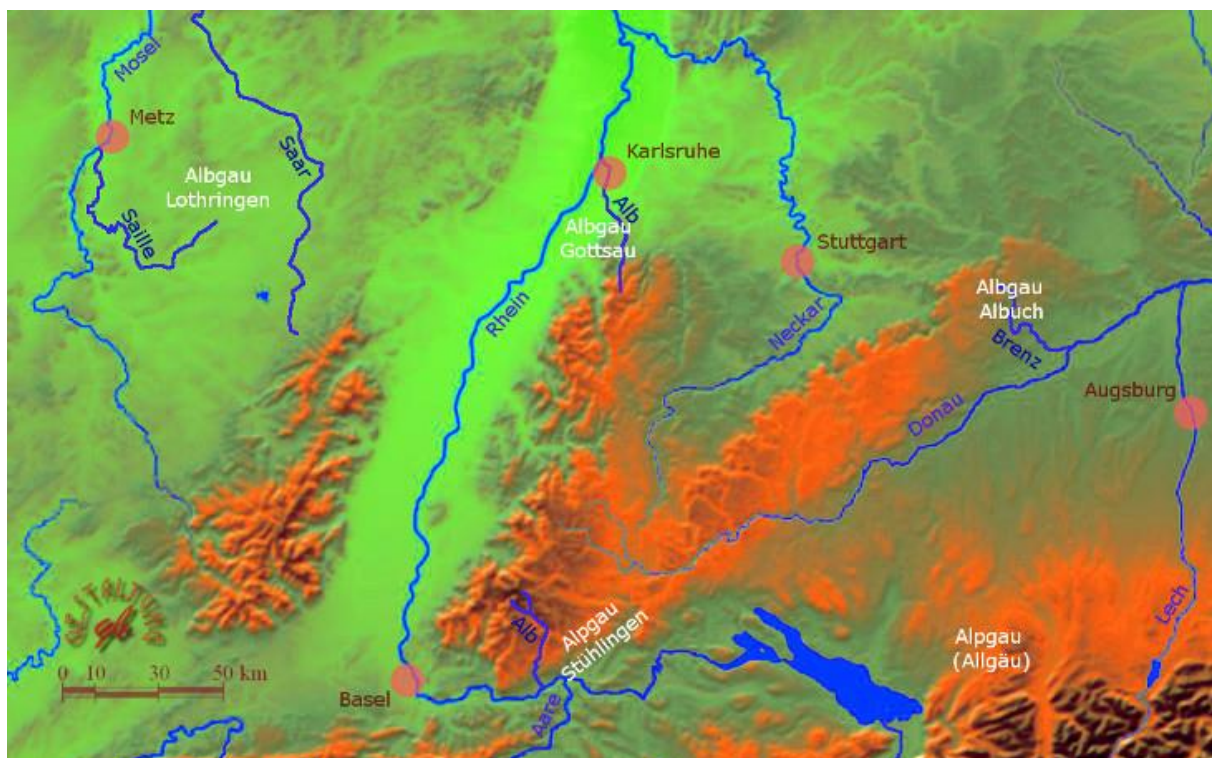 Mosel
Metz
Saar
Albgau
Lothringen
Saille
Karlsruhe
Alb
Albgau
Gottsau
Stuttgart
Rhein
Neckar
Albgau
Albuch
Brenz
Donau
Augsburg
Lech
Alpgau
(Allgäu)
Alb
Alpgau
Stühlingen
Aare
Basel
GESTALTUNG
0 10 30 50 km